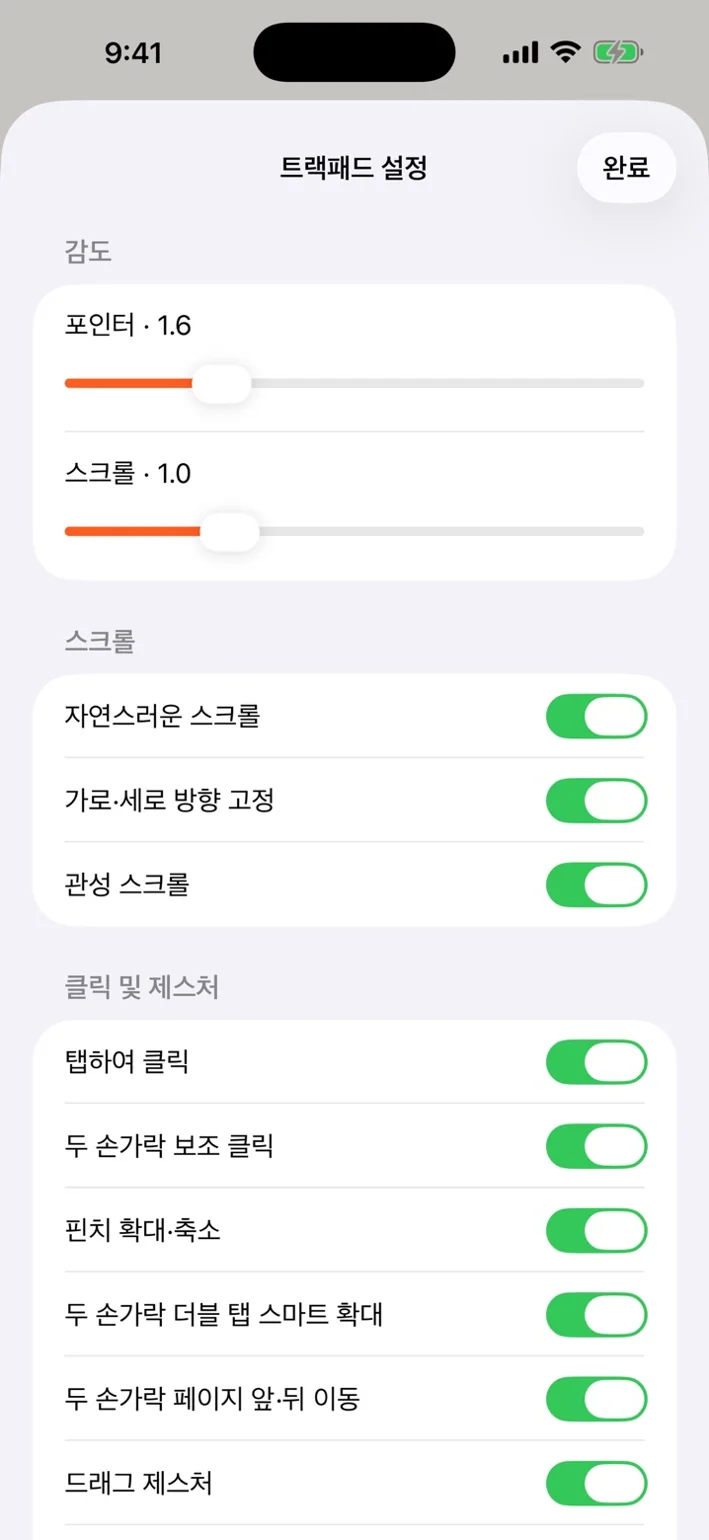 9:41
트랙패드 설정
완료
감도
포인터 · 1.6
스크롤 · 1.0
스크롤
자연스러운 스크롤
가로·세로 방향 고정
관성 스크롤
클릭 및 제스처
탭하여 클릭
두 손가락 보조 클릭
핀치 확대·축소
두 손가락 더블 탭 스마트 확대
두 손가락 페이지 앞·뒤 이동
드래그 제스처